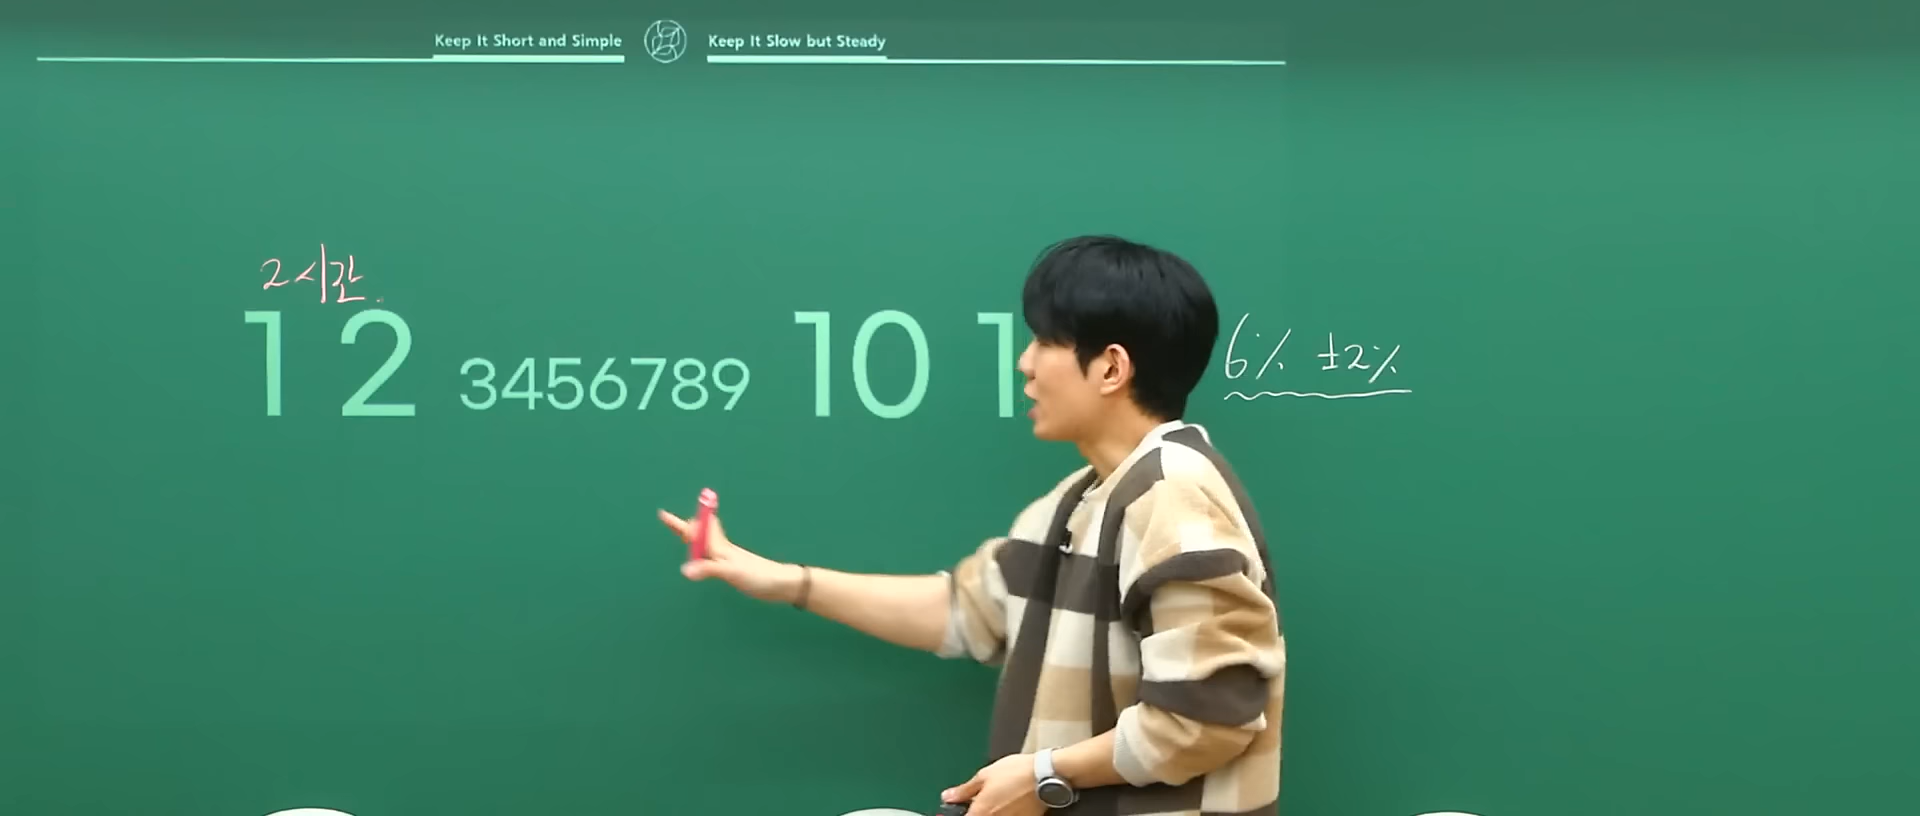 Keep It Short and Simple Keep It Slow but Steady
2시간
1 2 3456789 10 1
6% ±2%